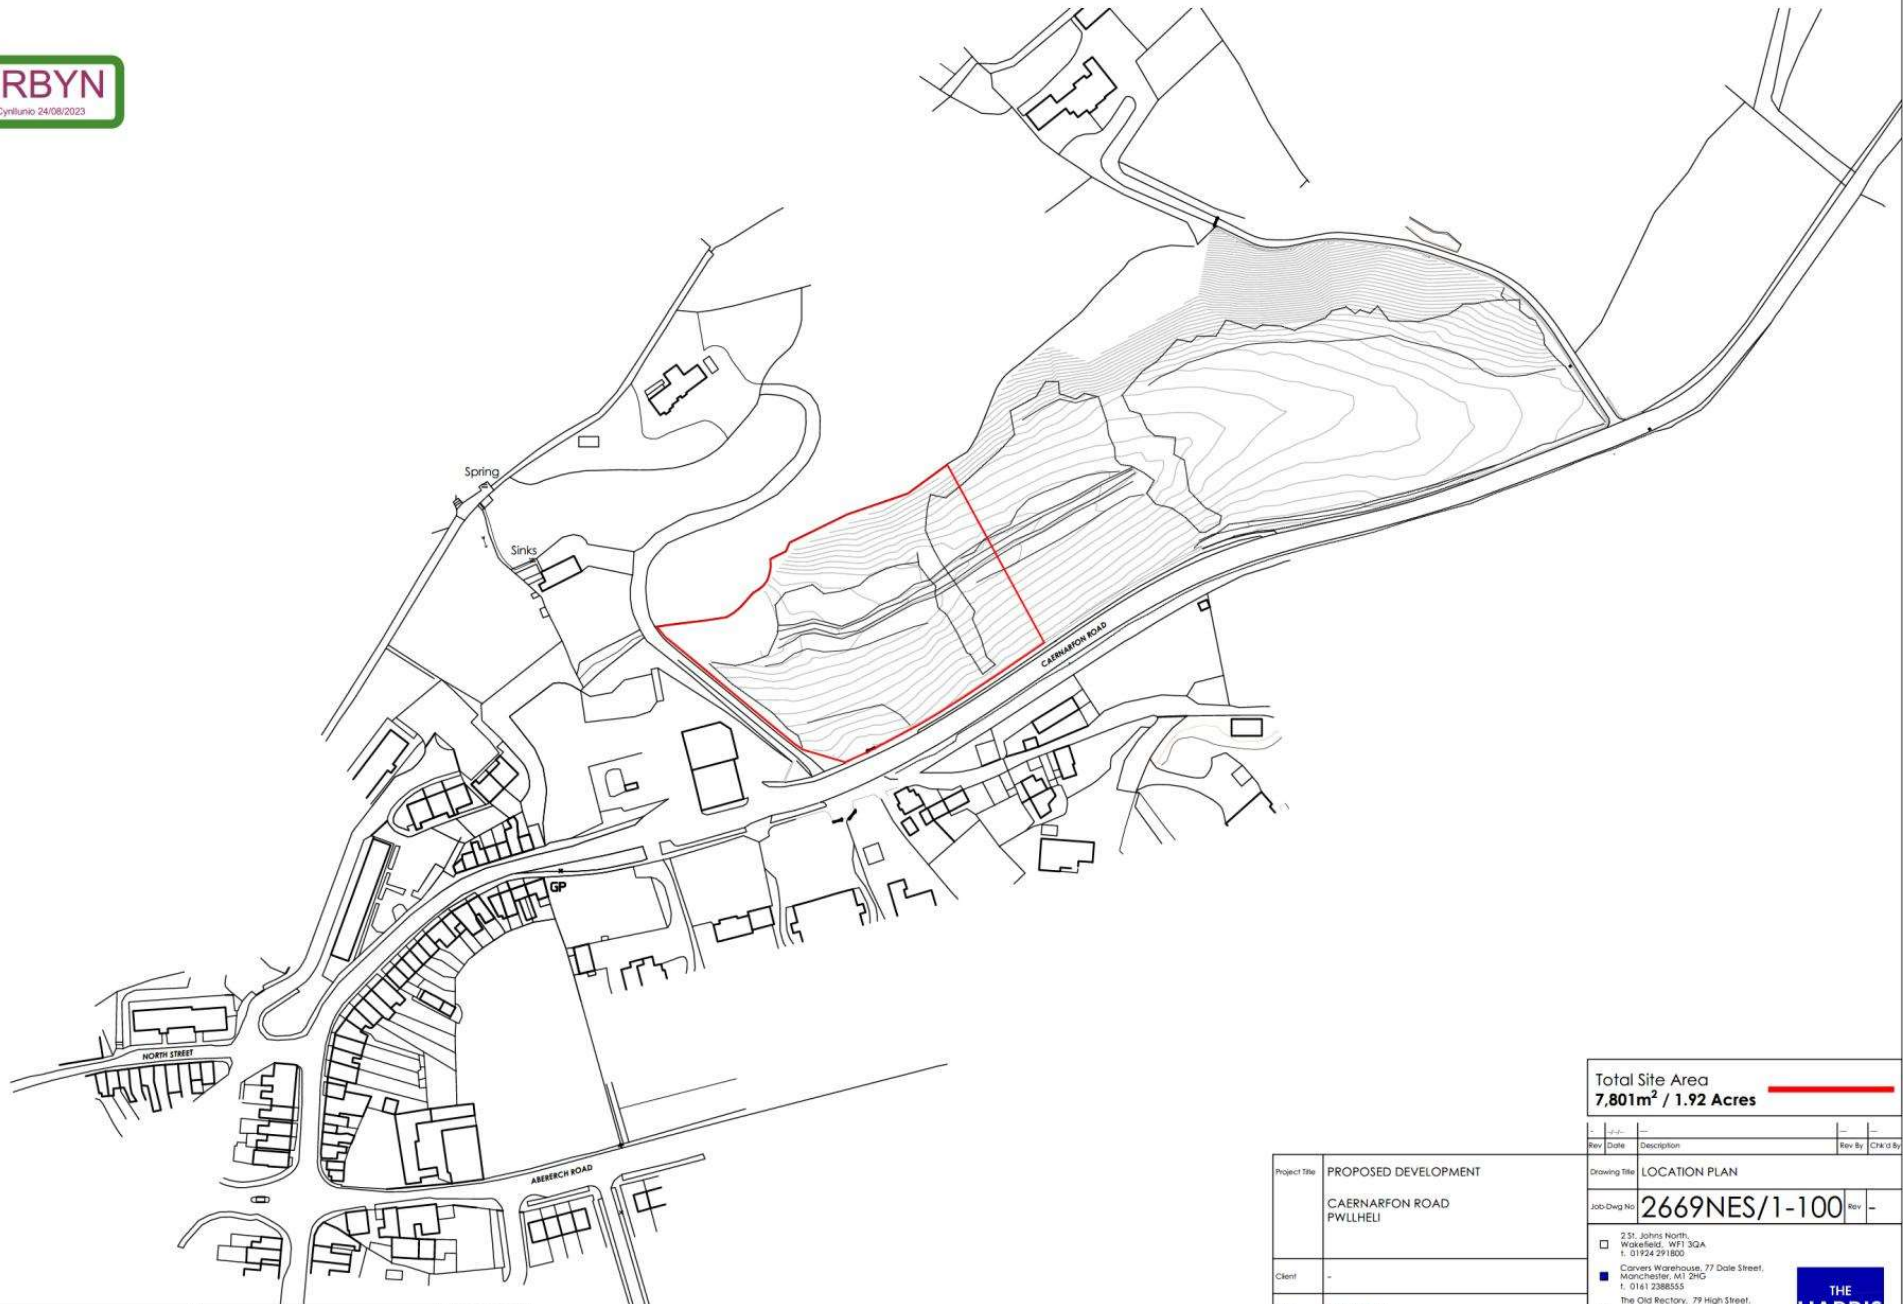 RBYN
Cynllunio 24/08/2023
Spring
Sinks
CAERNARFON ROAD
GP
NORTH STREET
ABERERCH ROAD
Total Site Area
7,801m² / 1.92 Acres
Rev Date Description Rev By Chk'd By
Project Title PROPOSED DEVELOPMENT
CAERNARFON ROAD
PWLLHELI
Client -
Drawing Title LOCATION PLAN
Job-Dwg No 2669NES/1-100 Rev -
2 St. Johns North,
Wakefield, WF1 3QA
t. 01924 291800
Carvers Warehouse, 77 Dale Street,
Manchester, M1 2HG
t. 0161 2388555
The Old Rectory, 79 High Street,
THE